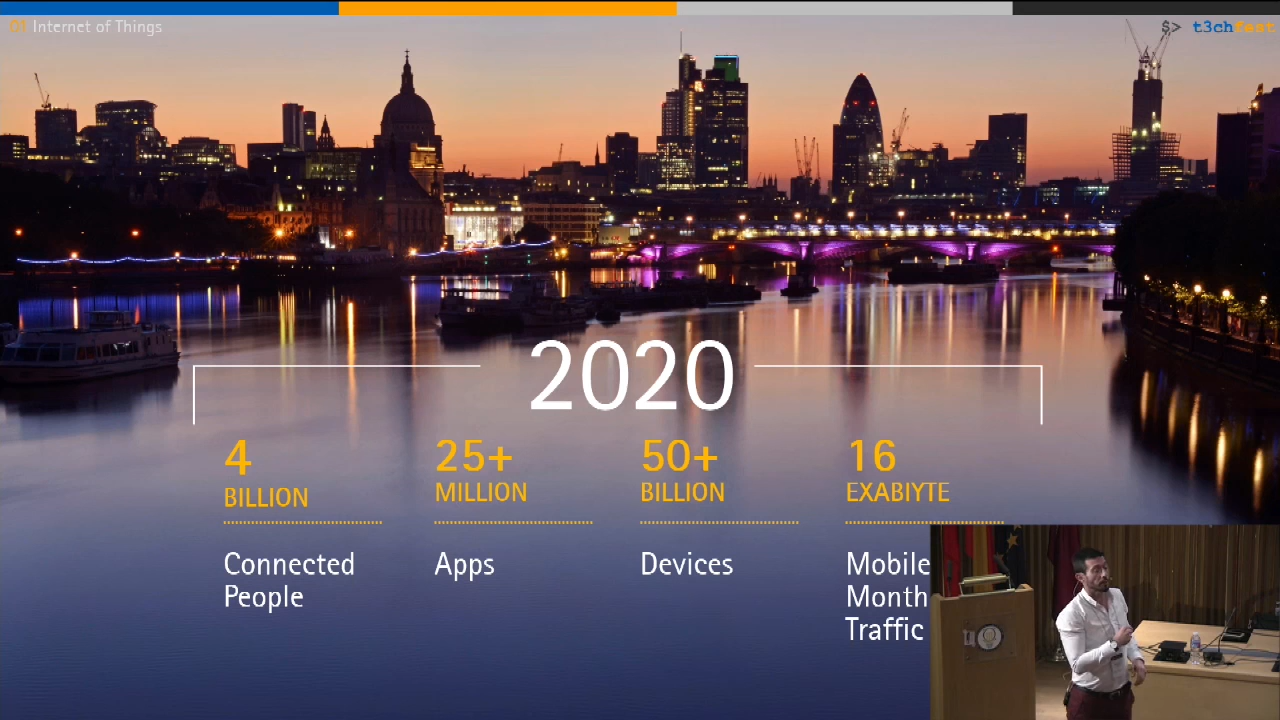 01 Internet of Things
$> t3chfest
2020
4
BILLION
Connected
People
25+
MILLION
Apps
50+
BILLION
Devices
16
EXABIYTE
Mobile
Month
Traffic